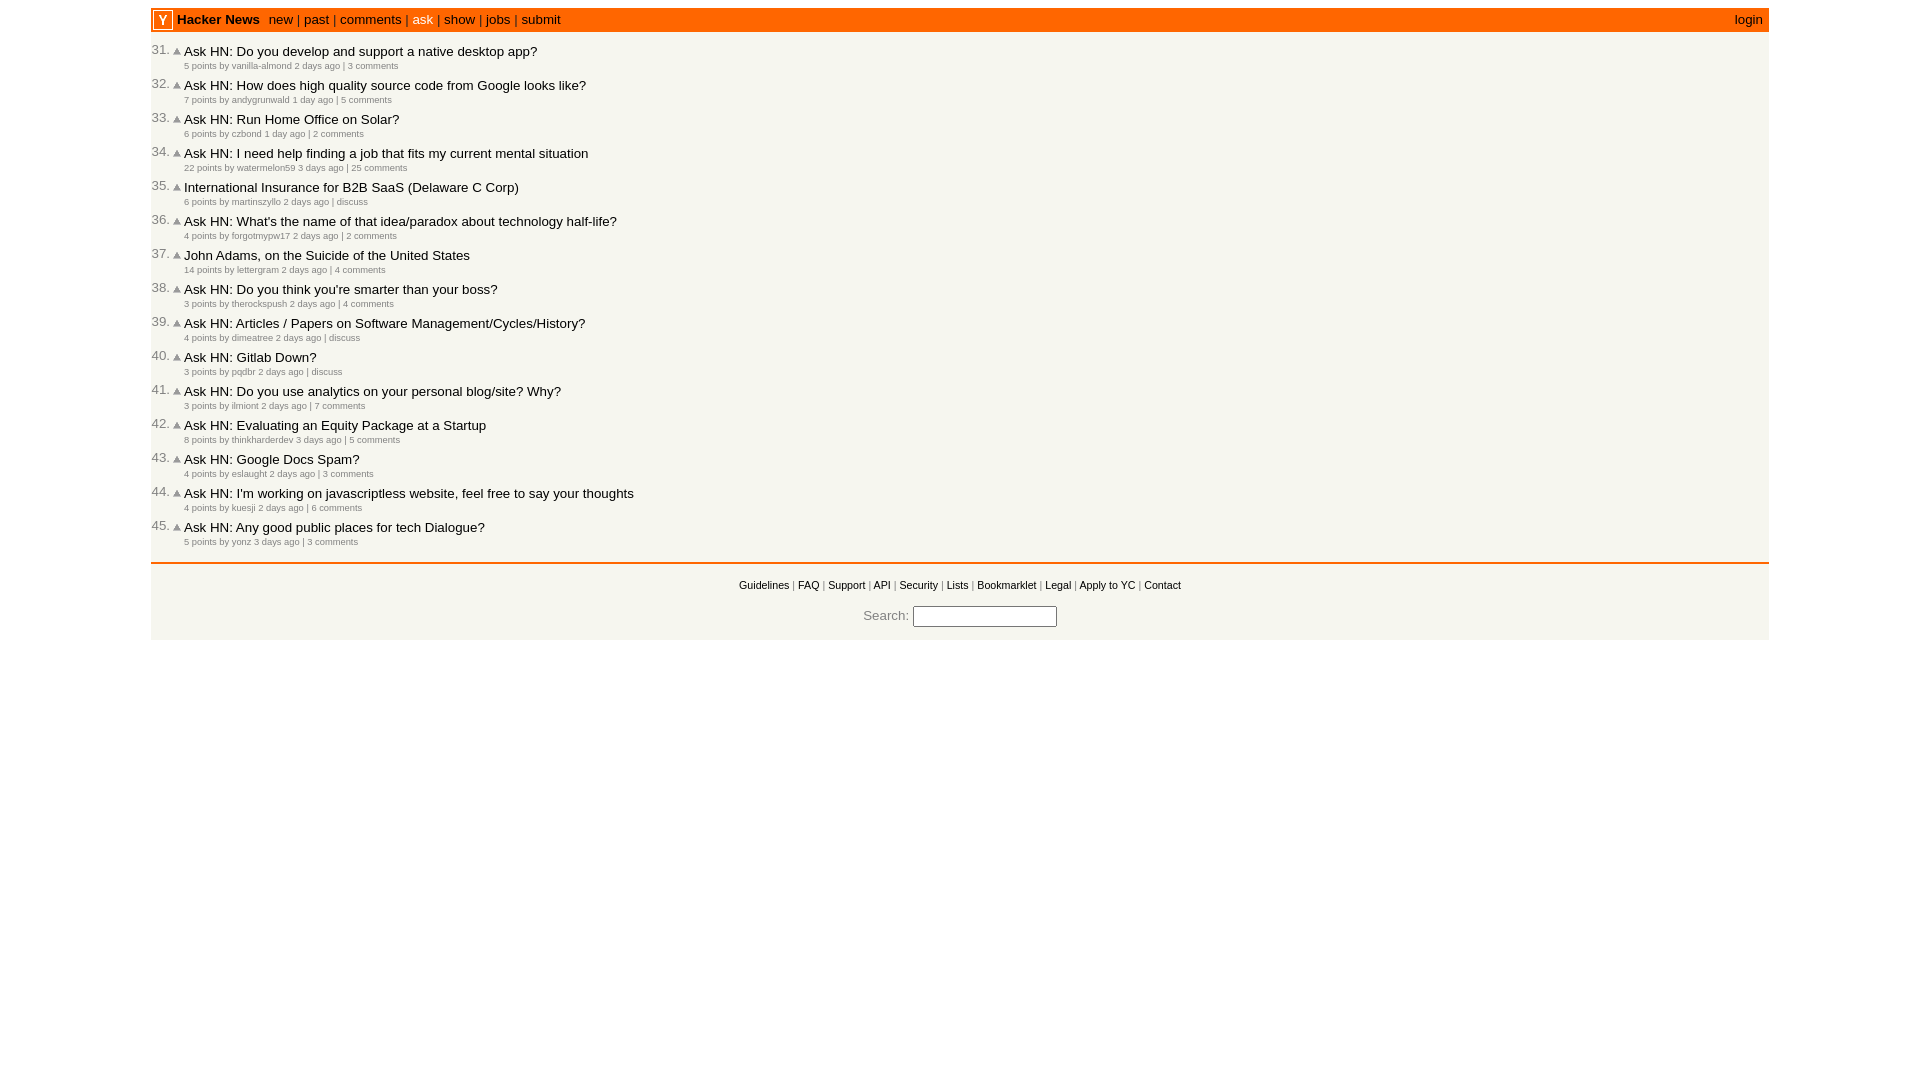 Y Hacker News new | past | comments | ask | show | jobs | submit login
31. Ask HN: Do you develop and support a native desktop app?
5 points by vanilla-almond 2 days ago | 3 comments
32. Ask HN: How does high quality source code from Google looks like?
7 points by andygrunwald 1 day ago | 5 comments
33. Ask HN: Run Home Office on Solar?
6 points by czbond 1 day ago | 2 comments
34. Ask HN: I need help finding a job that fits my current mental situation
22 points by watermelon59 3 days ago | 25 comments
35. International Insurance for B2B SaaS (Delaware C Corp)
6 points by martinszyllo 2 days ago | discuss
36. Ask HN: What's the name of that idea/paradox about technology half-life?
4 points by forgotmypw17 2 days ago | 2 comments
37. John Adams, on the Suicide of the United States
14 points by lettergram 2 days ago | 4 comments
38. Ask HN: Do you think you're smarter than your boss?
3 points by therockspush 2 days ago | 4 comments
39. Ask HN: Articles / Papers on Software Management/Cycles/History?
4 points by dimeatree 2 days ago | discuss
40. Ask HN: Gitlab Down?
3 points by pqdbr 2 days ago | discuss
41. Ask HN: Do you use analytics on your personal blog/site? Why?
3 points by ilmiont 2 days ago | 7 comments
42. Ask HN: Evaluating an Equity Package at a Startup
8 points by thinkharderdev 3 days ago | 5 comments
43. Ask HN: Google Docs Spam?
4 points by eslaught 2 days ago | 3 comments
44. Ask HN: I'm working on javascriptless website, feel free to say your thoughts
4 points by kuesji 2 days ago | 6 comments
45. Ask HN: Any good public places for tech Dialogue?
5 points by yonz 3 days ago | 3 comments
Guidelines | FAQ | Support | API | Security | Lists | Bookmarklet | Legal | Apply to YC | Contact
Search: